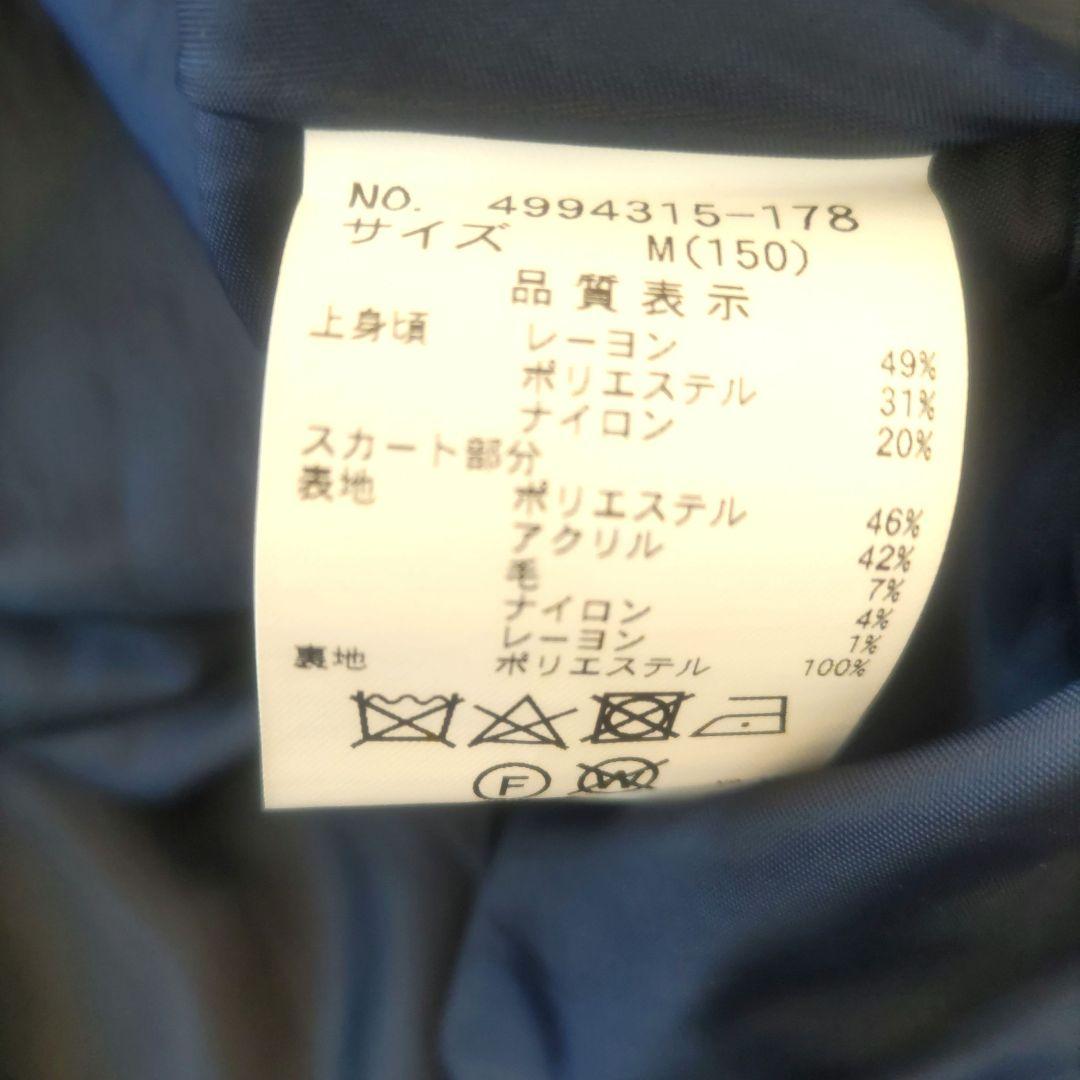 NO. 4994315-178
サイズ M(150)
品質表示
上身頃 レーヨン 49%
ポリエステル 31%
ナイロン 20%
スカート部分
表地 ポリエステル 46%
アクリル 42%
毛 7%
ナイロン 4%
レーヨン 1%
裏地 ポリエステル 100%
F W